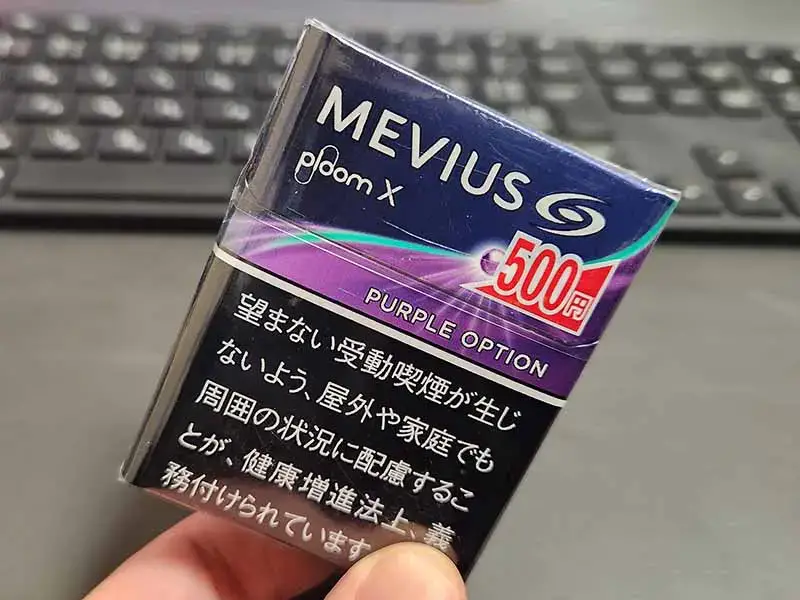 MEVIUS
ploom X
500円
PURPLE OPTION
望まない受動喫煙が生じ
ないよう、屋外や家庭でも
周囲の状況に配慮するこ
とが、健康増進法上、義
務付けられています。